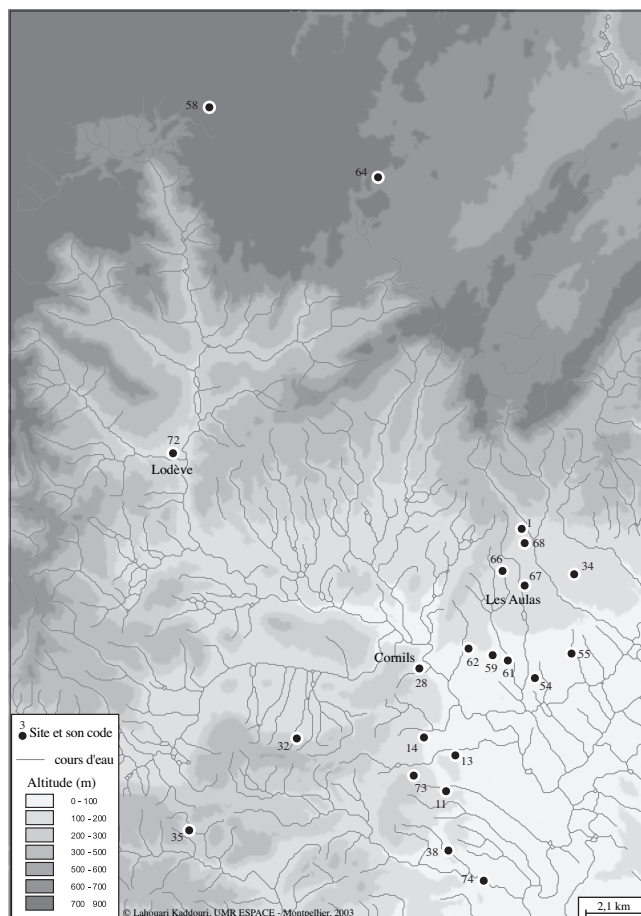 58
64
72
Lodève
1
68
66
34
67
Les Aulas
Cornils
62
59
61
55
28
54
14
32
13
73
11
35
38
74
3
Site et son code
cours d'eau
Altitude (m)
0 - 100
100 - 200
200 - 300
300 - 500
500 - 600
600 - 700
700 900
© Lahouari Kaddouri, UMR ESPACE - Montpellier, 2003
2,1 km